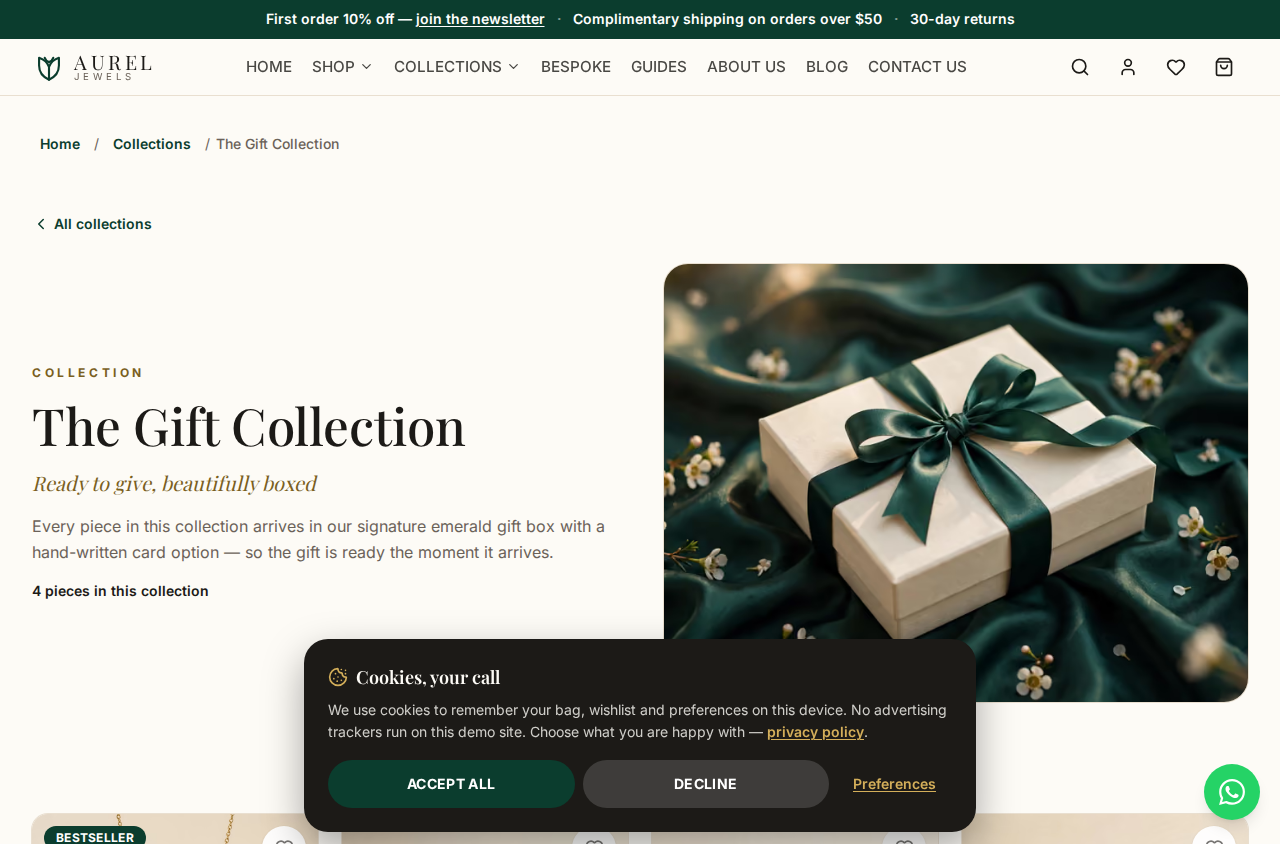 First order 10% off — join the newsletter · Complimentary shipping on orders over $50 · 30-day returns
AUREL
JEWELS
HOME SHOP COLLECTIONS BESPOKE GUIDES ABOUT US BLOG CONTACT US
Home / Collections / The Gift Collection
All collections
COLLECTION
The Gift Collection
Ready to give, beautifully boxed
Every piece in this collection arrives in our signature emerald gift box with a
hand-written card option — so the gift is ready the moment it arrives.
4 pieces in this collection
Cookies, your call
We use cookies to remember your bag, wishlist and preferences on this device. No advertising
trackers run on this demo site. Choose what you are happy with — privacy policy.
ACCEPT ALL DECLINE Preferences
BESTSELLER